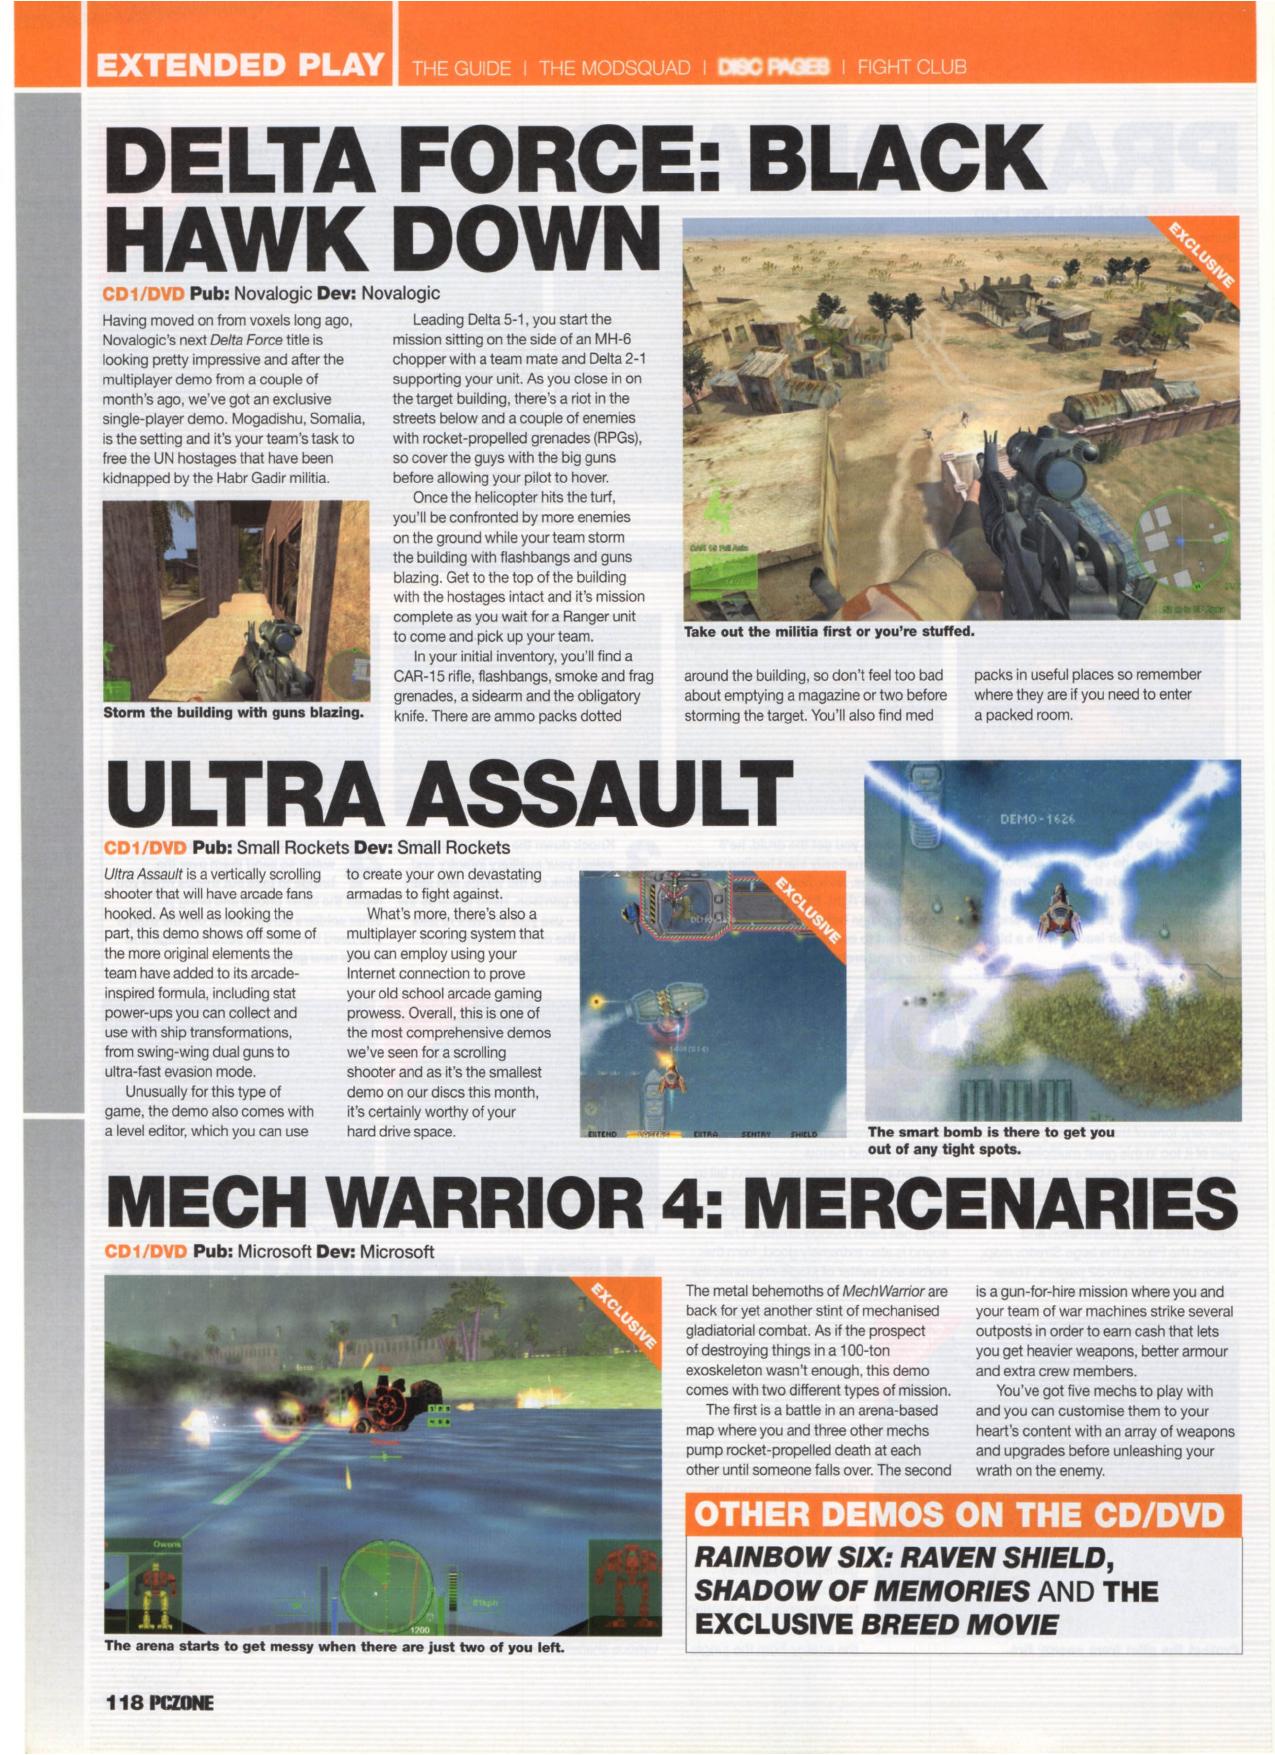 EXTENDED PLAY
THE GUIDE | THE MODSQUAD | DISC PAGES | FIGHT CLUB
DELTA FORCE: BLACK
HAWK DOWN
CD1/DVD Pub: Novalogic Dev: Novalogic
Having moved on from voxels long ago,
Novalogic's next Delta Force title is
looking pretty impressive and after the
multiplayer demo from a couple of
month's ago, we've got an exclusive
single-player demo. Mogadishu, Somalia,
is the setting and it's your team's task to
free the UN hostages that have been
kidnapped by the Habr Gadir militia.
Storm the building with guns blazing.
Leading Delta 5-1, you start the
mission sitting on the side of an MH-6
chopper with a team mate and Delta 2-1
supporting your unit. As you close in on
the target building, there's a riot in the
streets below and a couple of enemies
with rocket-propelled grenades (RPGs),
so cover the guys with the big guns
before allowing your pilot to hover.
Once the helicopter hits the turf,
you'll be confronted by more enemies
on the ground while your team storm
the building with flashbangs and guns
blazing. Get to the top of the building
with the hostages intact and it's mission
complete as you wait for a Ranger unit
to come and pick up your team.
In your initial inventory, you'll find a
CAR-15 rifle, flashbangs, smoke and frag
grenades, a sidearm and the obligatory
knife. There are ammo packs dotted
EXCLUSIVE
CAR 15 Full Auto
Take out the militia first or you're stuffed.
around the building, so don't feel too bad
about emptying a magazine or two before
storming the target. You'll also find med
packs in useful places so remember
where they are if you need to enter
a packed room.
ULTRA ASSAULT
CD1/DVD Pub: Small Rockets Dev: Small Rockets
Ultra Assault is a vertically scrolling
shooter that will have arcade fans
hooked. As well as looking the
part, this demo shows off some of
the more original elements the
team have added to its arcade-
inspired formula, including stat
power-ups you can collect and
use with ship transformations,
from swing-wing dual guns to
ultra-fast evasion mode.
Unusually for this type of
game, the demo also comes with
a level editor, which you can use
to create your own devastating
armadas to fight against.
What's more, there's also a
multiplayer scoring system that
you can employ using your
Internet connection to prove
your old school arcade gaming
prowess. Overall, this is one of
the most comprehensive demos
we've seen for a scrolling
shooter and as it's the smallest
demo on our discs this month,
it's certainly worthy of your
hard drive space.
EXCLUSIVE
EXTEND EXTRA SENTRY SHIELD
DEMO-1626
The smart bomb is there to get you
out of any tight spots.
MECH WARRIOR 4: MERCENARIES
CD1/DVD Pub: Microsoft Dev: Microsoft
EXCLUSIVE
Owens
81kph
1200
The arena starts to get messy when there are just two of you left.
The metal behemoths of MechWarrior are
back for yet another stint of mechanised
gladiatorial combat. As if the prospect
of destroying things in a 100-ton
exoskeleton wasn't enough, this demo
comes with two different types of mission.
The first is a battle in an arena-based
map where you and three other mechs
pump rocket-propelled death at each
other until someone falls over. The second
is a gun-for-hire mission where you and
your team of war machines strike several
outposts in order to earn cash that lets
you get heavier weapons, better armour
and extra crew members.
You've got five mechs to play with
and you can customise them to your
heart's content with an array of weapons
and upgrades before unleashing your
wrath on the enemy.
OTHER DEMOS ON THE CD/DVD
RAINBOW SIX: RAVEN SHIELD,
SHADOW OF MEMORIES AND THE
EXCLUSIVE BREED MOVIE
118 PCZONE